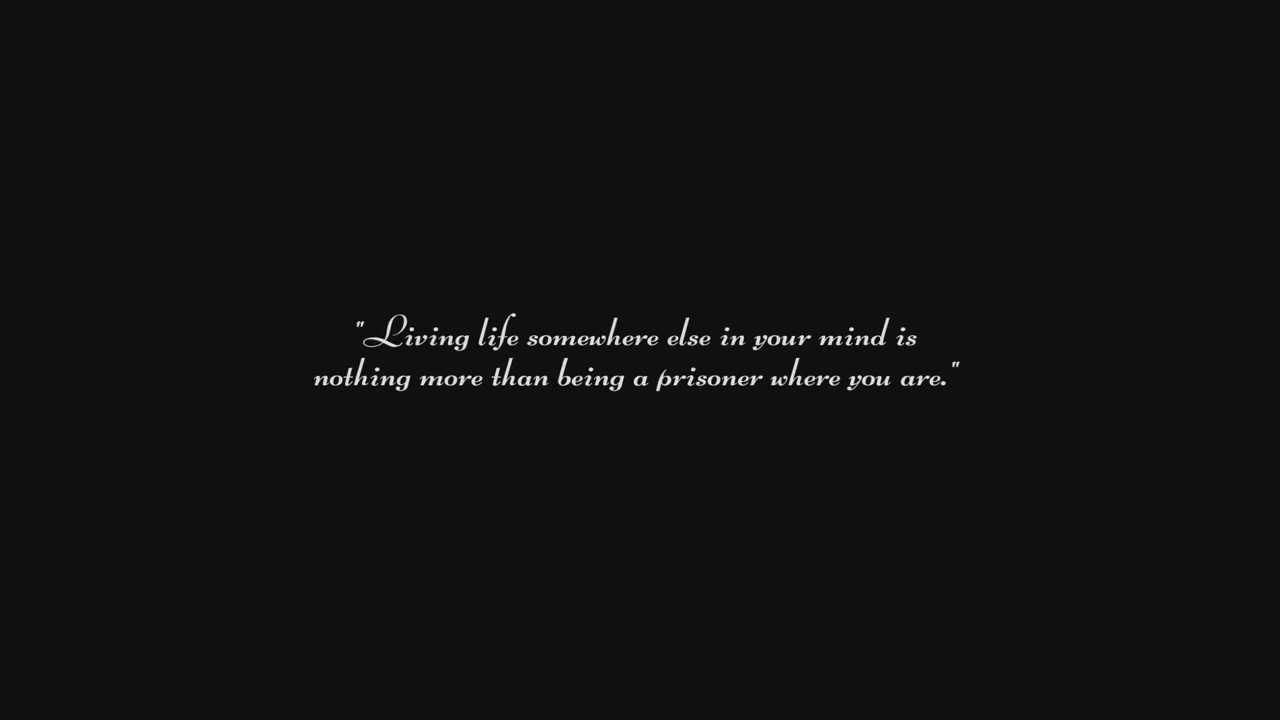 "Living life somewhere else in your mind is
nothing more than being a prisoner where you are."